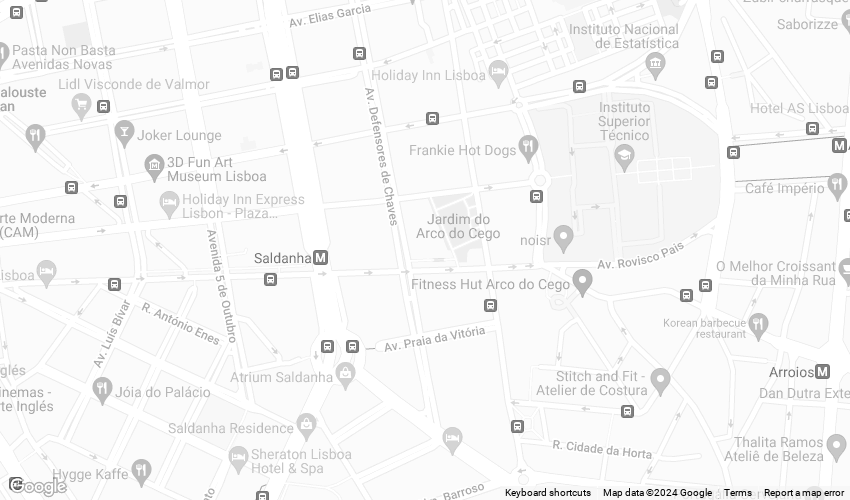 Av. Elias Garcia
Instituto Nacional
de Estatística
Saborizze
Pasta Non Basta
Avenidas Novas
Holiday Inn Lisboa
Lidl Visconde de Valmor
Av. Defensores de Chaves
Instituto
Superior
Técnico
Hotel AS Lisboa
Joker Lounge
Frankie Hot Dogs
3D Fun Art
Museum Lisboa
Café Império
Holiday Inn Express
Lisbon - Plaza...
Jardim do
Arco do Cego
noisr
(CAM)
Avenida 5 de Outubro
Saldanha M
Av. Rovisco Pais
Fitness Hut Arco do Cego
O Melhor Croissant
da Minha Rua
Av. Luís Bívar
R. António Enes
Av. Praia da Vitória
Korean barbecue
restaurant
Atrium Saldanha
Stitch and Fit -
Atelier de Costura
Arroios M
Jóia do Palácio
Dan Dutra
Saldanha Residence
Sheraton Lisboa
Hotel & Spa
R. Cidade da Horta
Thalita Ramos
Ateliê de Beleza
Hygge Kaffe
Barroso
Google
Keyboard shortcuts
Map data ©2024 Google
Terms
Report a map error